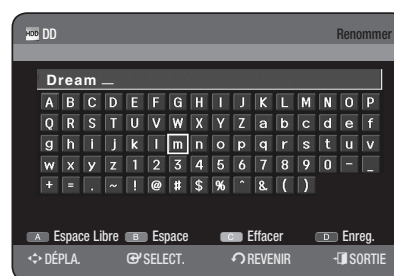 HDD DD Renommer
Dream _
A B C D E F G H I J K L M N O P
Q R S T U V W X Y Z a b c d e f
g h i j k l m n o p q r s t u v
w x y z 1 2 3 4 5 6 7 8 9 0 - _
+ = . ~ ! @ # $ % ^ & ( )
A Espace Libre B Espace C Effacer D Enreg.
DÉPLA. SELECT. REVENIR SORTIE